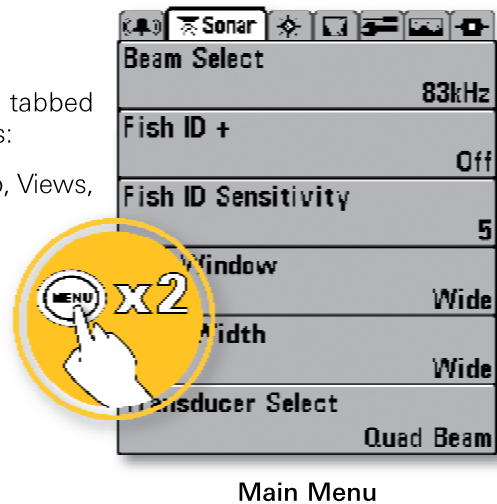 Sonar
Beam Select
83kHz
Fish ID +
Off
Fish ID Sensitivity
5
Window
Wide
Width
Wide
Transducer Select
Quad Beam
tabbed
s:
, Views,
MENU x2
Main Menu